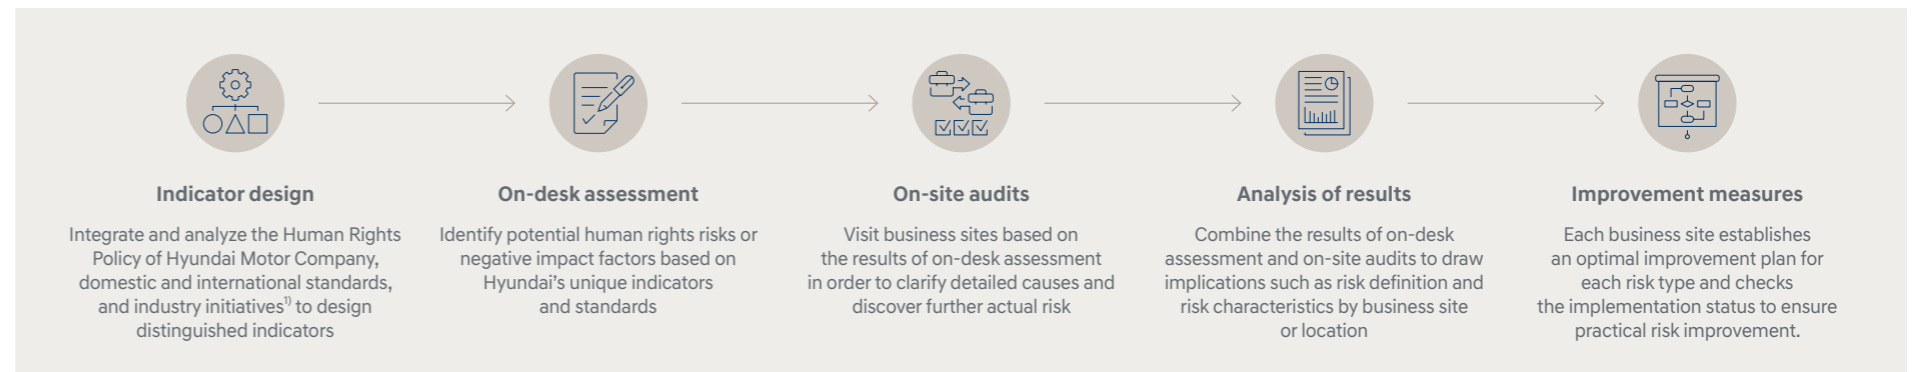 Indicator design
Integrate and analyze the Human Rights
Policy of Hyundai Motor Company,
domestic and international standards,
and industry initiatives1) to design
distinguished indicators
On-desk assessment
Identify potential human rights risks or
negative impact factors based on
Hyundai's unique indicators
and standards
On-site audits
Visit business sites based on
the results of on-desk assessment
in order to clarify detailed causes and
discover further actual risk
Analysis of results
Combine the results of on-desk
assessment and on-site audits to draw
implications such as risk definition and
risk characteristics by business site
or location
Improvement measures
Each business site establishes
an optimal improvement plan for
each risk type and checks
the implementation status to ensure
practical risk improvement.